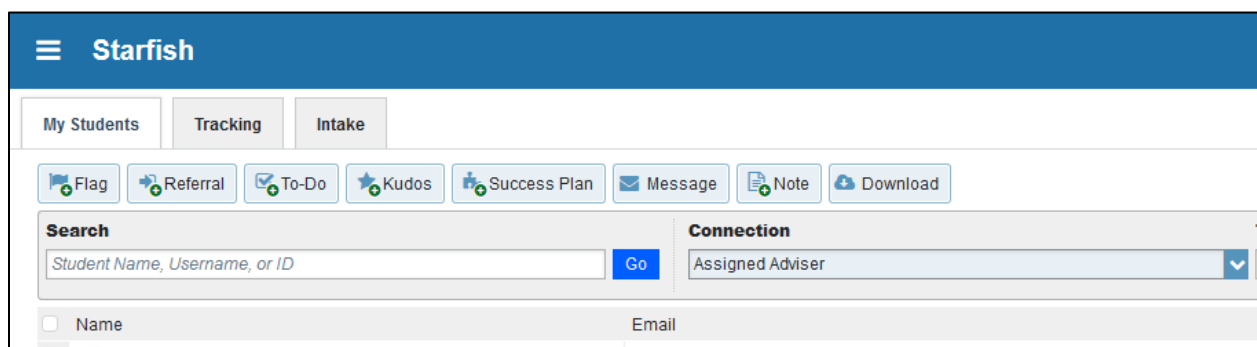 Starfish
My Students Tracking Intake
Flag Referral To-Do Kudos Success Plan Message Note Download
Search Connection
Student Name, Username, or ID Go Assigned Adviser
Name Email